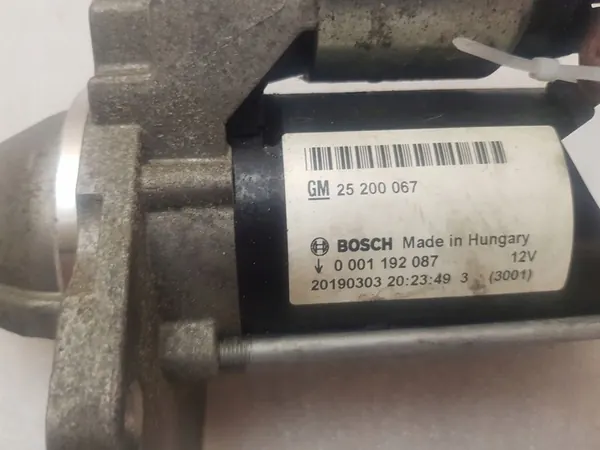 GM 25 200 067
BOSCH Made in Hungary
0 001 192 087 12V
20190303 20:23:49 3 (3001)